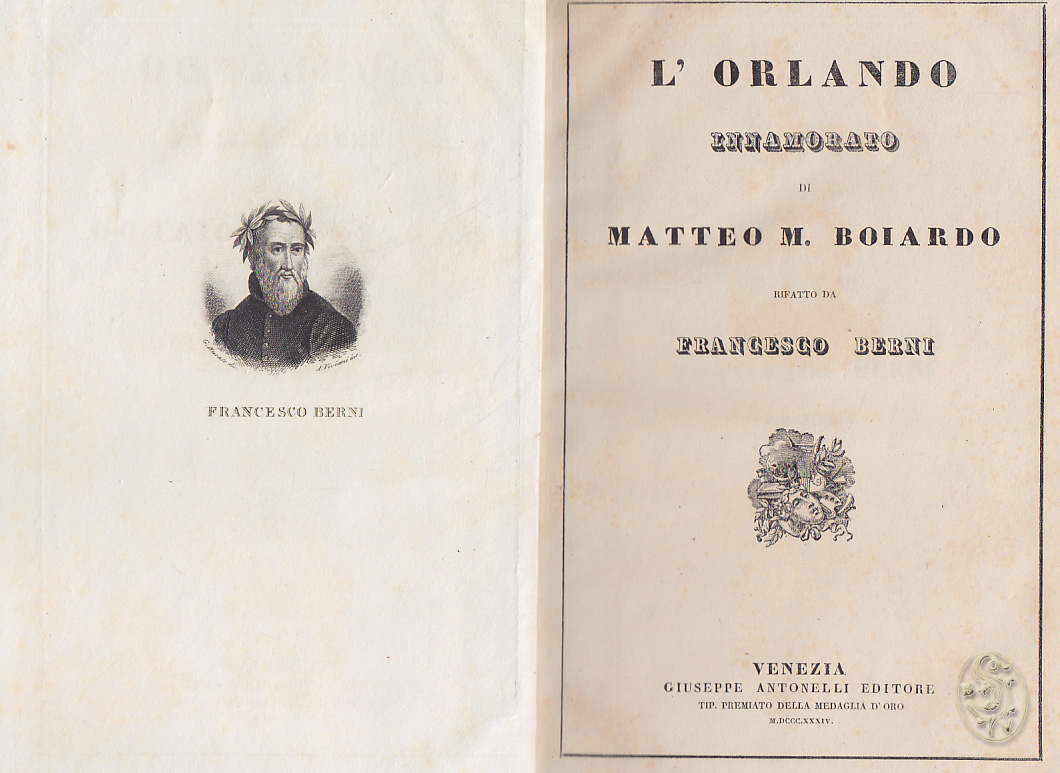 FRANCESCO BERNI
L' ORLANDO
INNAMORATO
DI
MATTEO M. BOIARDO
RIFATTO DA
FRANCESCO BERNI
VENEZIA
GIUSEPPE ANTONELLI EDITORE
TIP. PREMIATO DELLA MEDAGLIA D' ORO
M.DCCC.XXXIV.